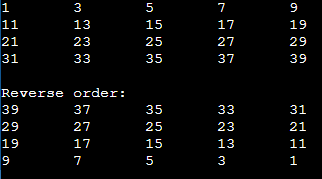 1 3 5 7 9
11 13 15 17 19
21 23 25 27 29
31 33 35 37 39
Reverse order:
39 37 35 33 31
29 27 25 23 21
19 17 15 13 11
9 7 5 3 1